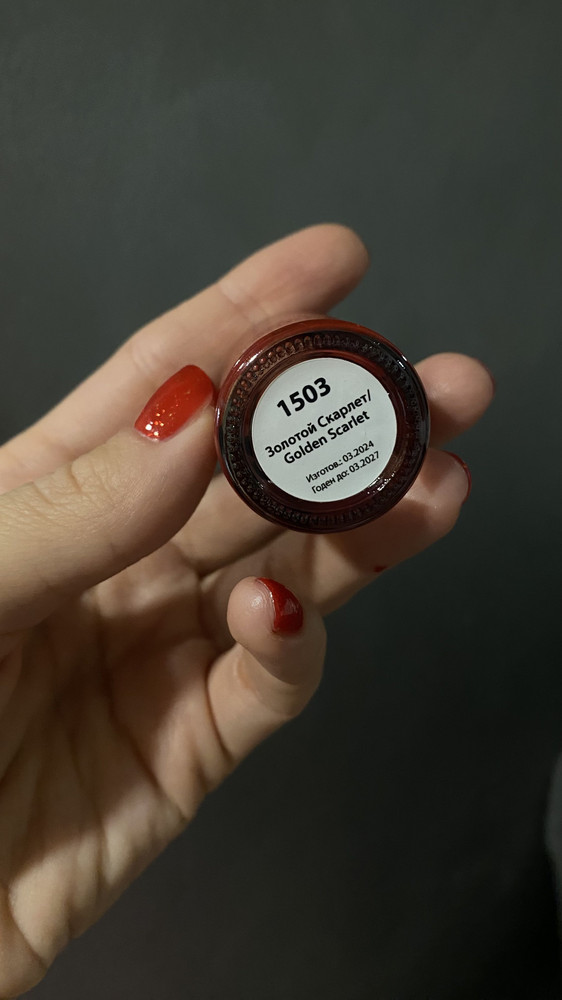 1503
Золотой Скарлет/
Golden Scarlet
Изготов.: 03.2024
Годен до: 03.2027